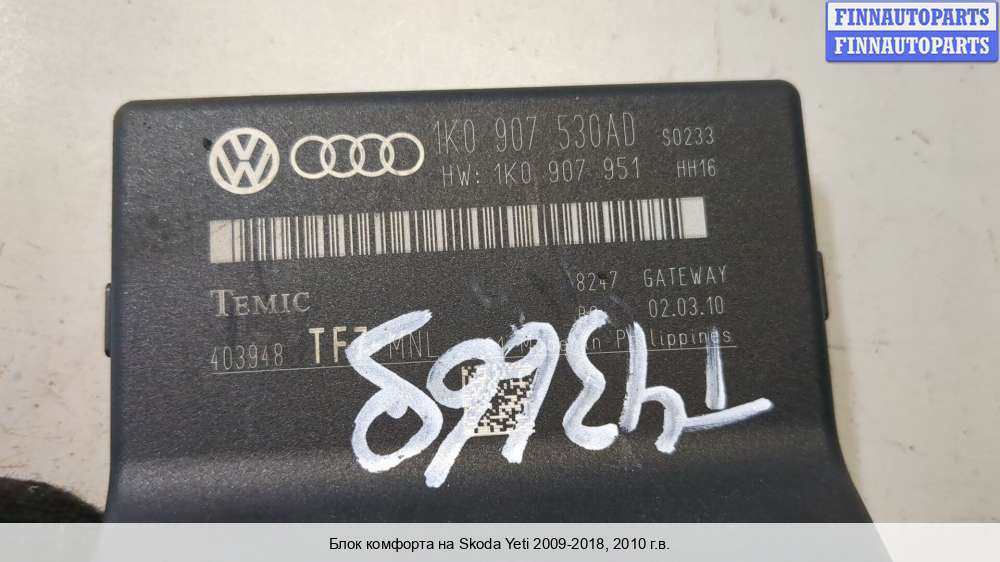 FINNAUTOPARTS
FINNAUTOPARTS
1K0 907 530AD S0233
HW: 1K0 907 951 HH16
TEMIC
8247 GATEWAY
02.03.10
403948 MNL in Philippines
Блок комфорта на Skoda Yeti 2009-2018, 2010 г.в.